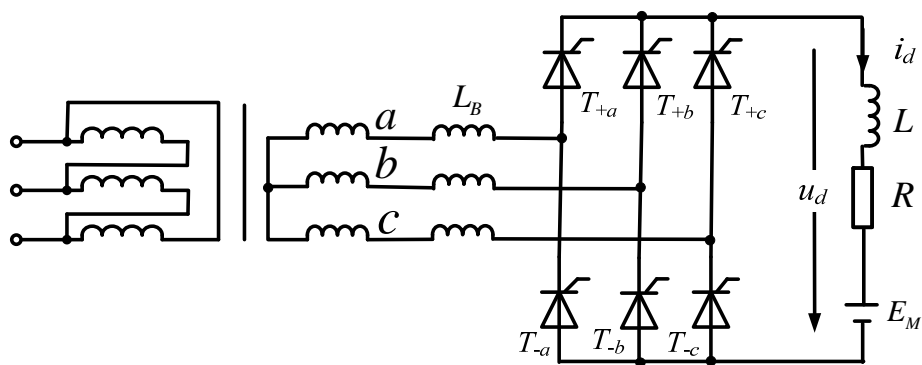 i_d
T_{+a}
T_{+b}
T_{+c}
a
L_B
L
b
u_d
R
c
E_M
T_{-a}
T_{-b}
T_{-c}